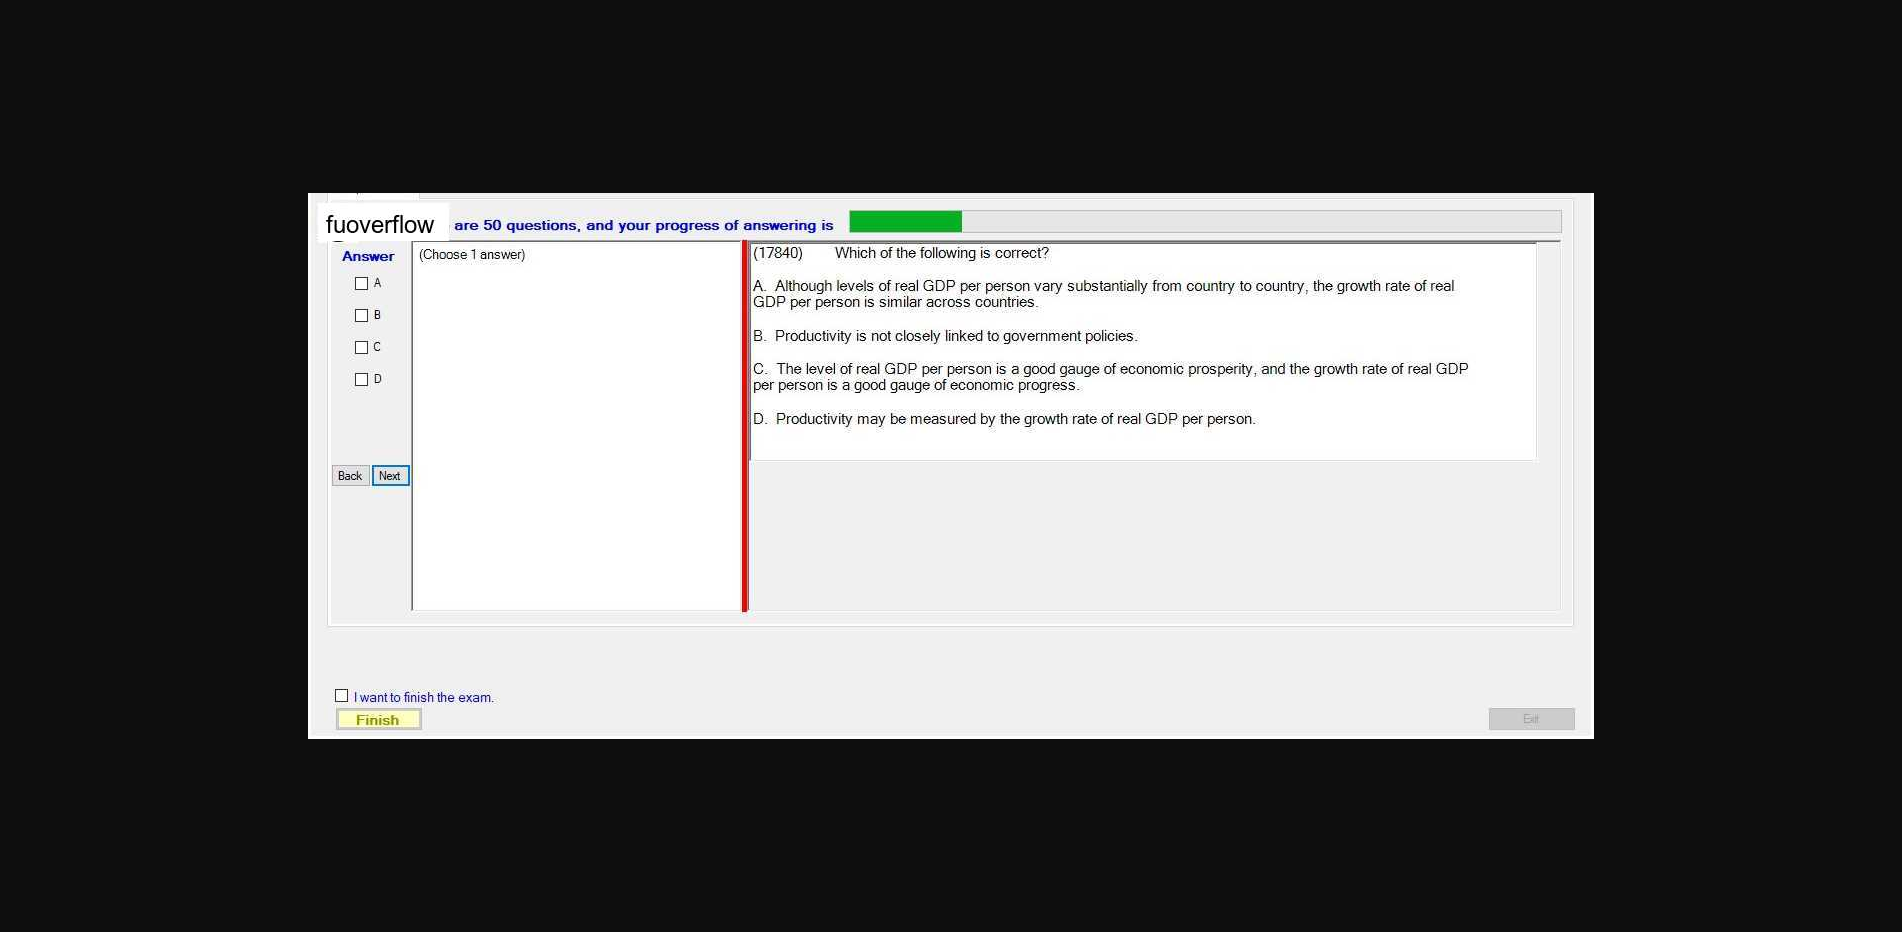 fuoverflow are 50 questions, and your progress of answering is
Answer
(Choose 1 answer)
A
B
C
D
Back Next
(17840) Which of the following is correct?
A. Although levels of real GDP per person vary substantially from country to country, the growth rate of real
GDP per person is similar across countries.
B. Productivity is not closely linked to government policies.
C. The level of real GDP per person is a good gauge of economic prosperity, and the growth rate of real GDP
per person is a good gauge of economic progress.
D. Productivity may be measured by the growth rate of real GDP per person.
I want to finish the exam.
Finish
Exit